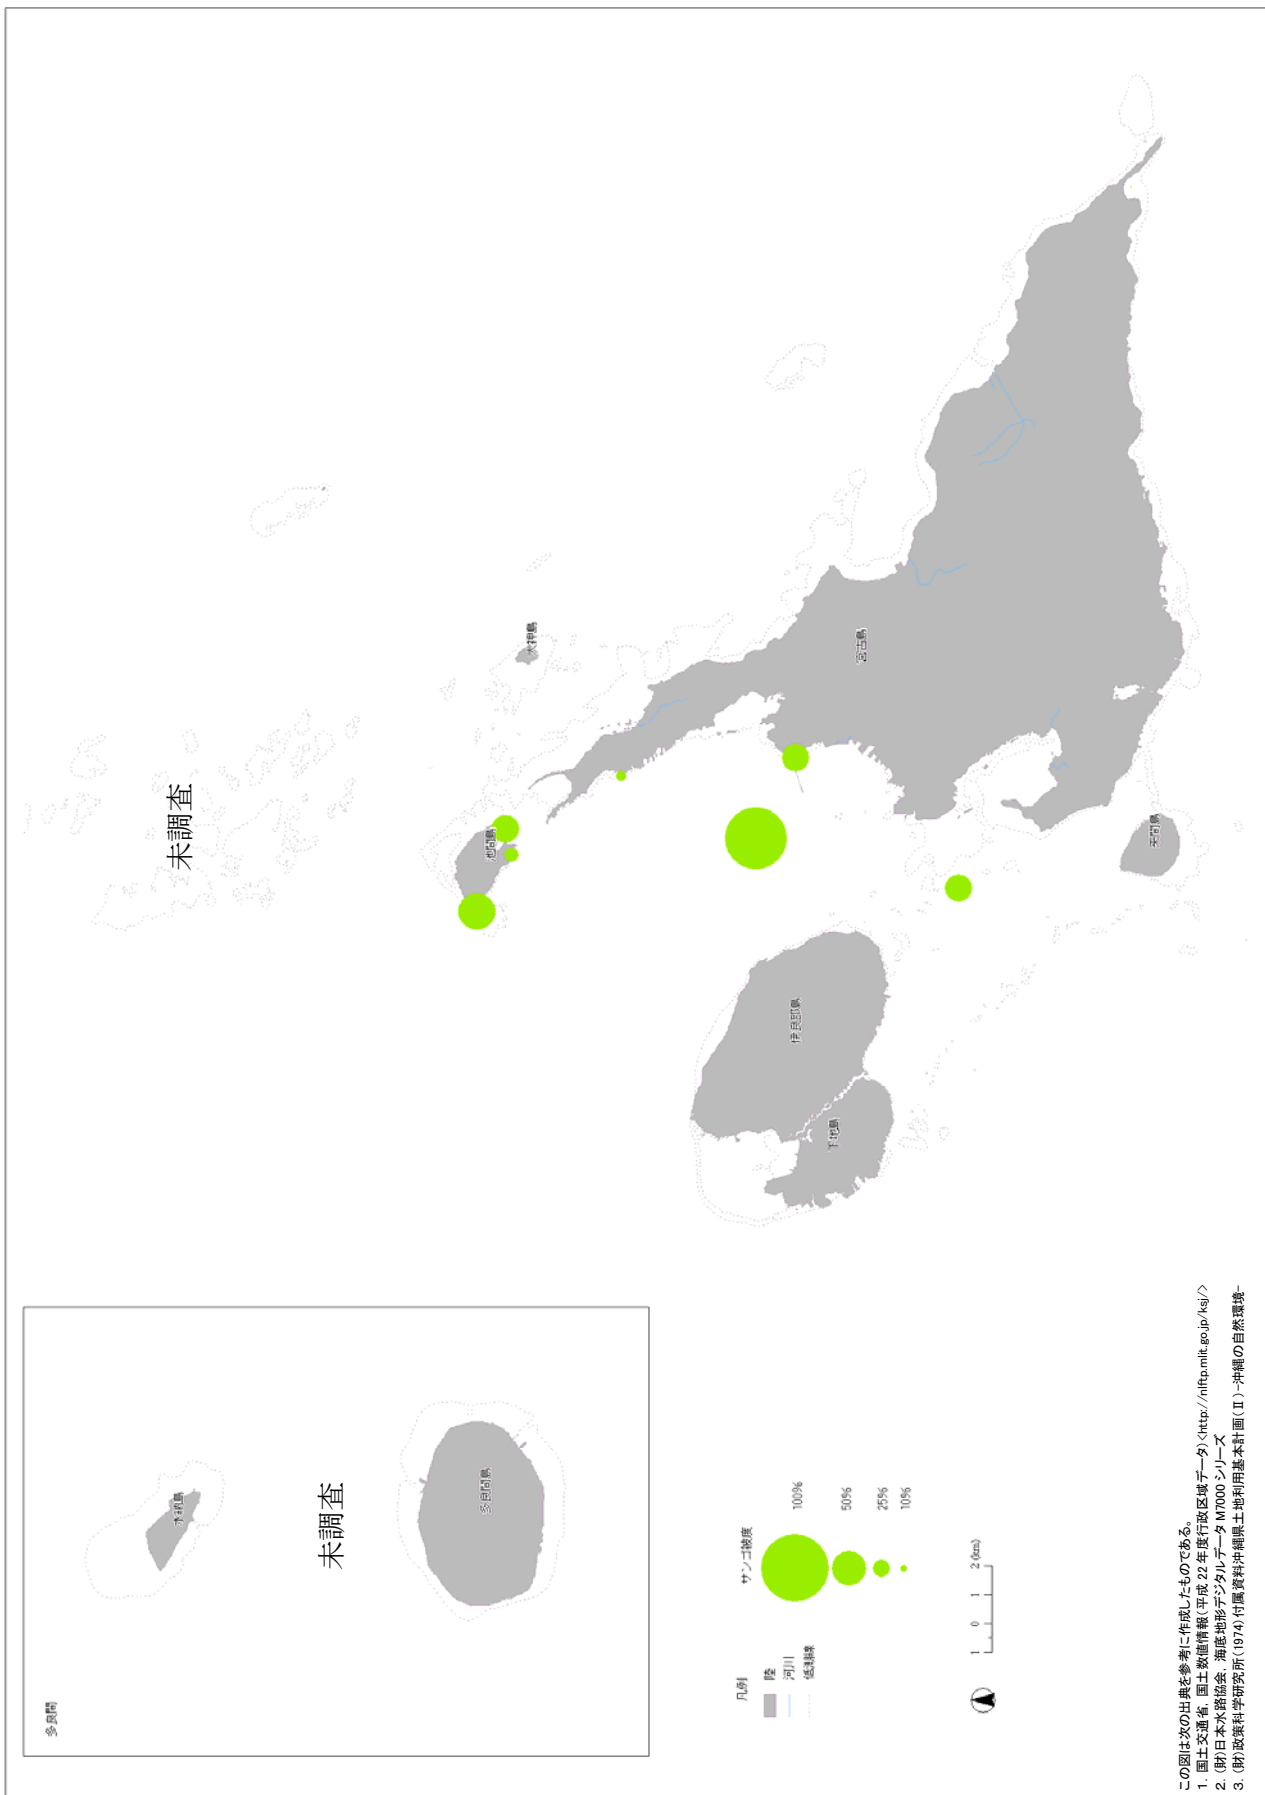 多良間
水納島
未調査
多良間島
未調査
大神島
池間島
宮古島
伊良部島
下地島
来間島
凡例
陸
河川
低潮線
サンゴ被度
100%
50%
25%
10%
1 0 1 2 (km)
この図は次の出典を参考に作成したものである。
1. 国土交通省, 国土数値情報(平成 22 年度行政区域データ)<http://nlftp.mlit.go.jp/ksj/>
2. (財)日本水路協会, 海底地形デジタルデータ M7000 シリーズ
3. (財)政策科学研究所(1974)付属資料沖縄県土地利用基本計画(Ⅱ)-沖縄の自然環境-